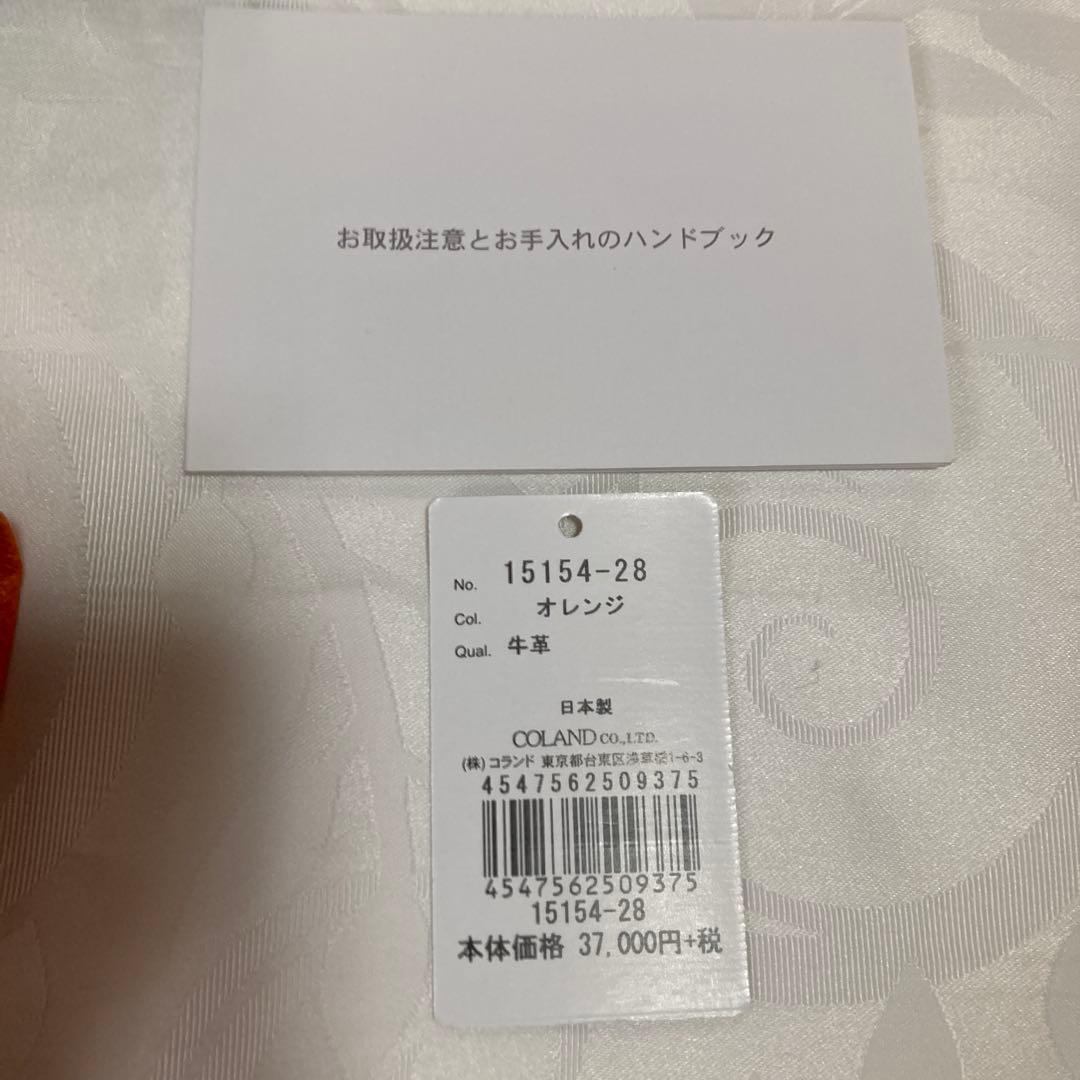 お取扱注意とお手入れのハンドブック
No. 15154-28
Col. オレンジ
Qual. 牛革
日本製
COLAND CO.,LTD.
(株)コランド 東京都台東区浅草橋1-6-3
4547562509375
4547562509375
15154-28
本体価格 37,000円+税